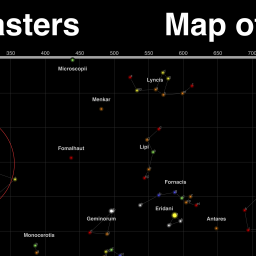 asters Map of
350 400 450 500 550 600 650 700
Microscopii
Lyncis
Menkar
Lipi
Fomalhaut
Fornacis
Eridani
Geminorum
Antares
Monocerotis